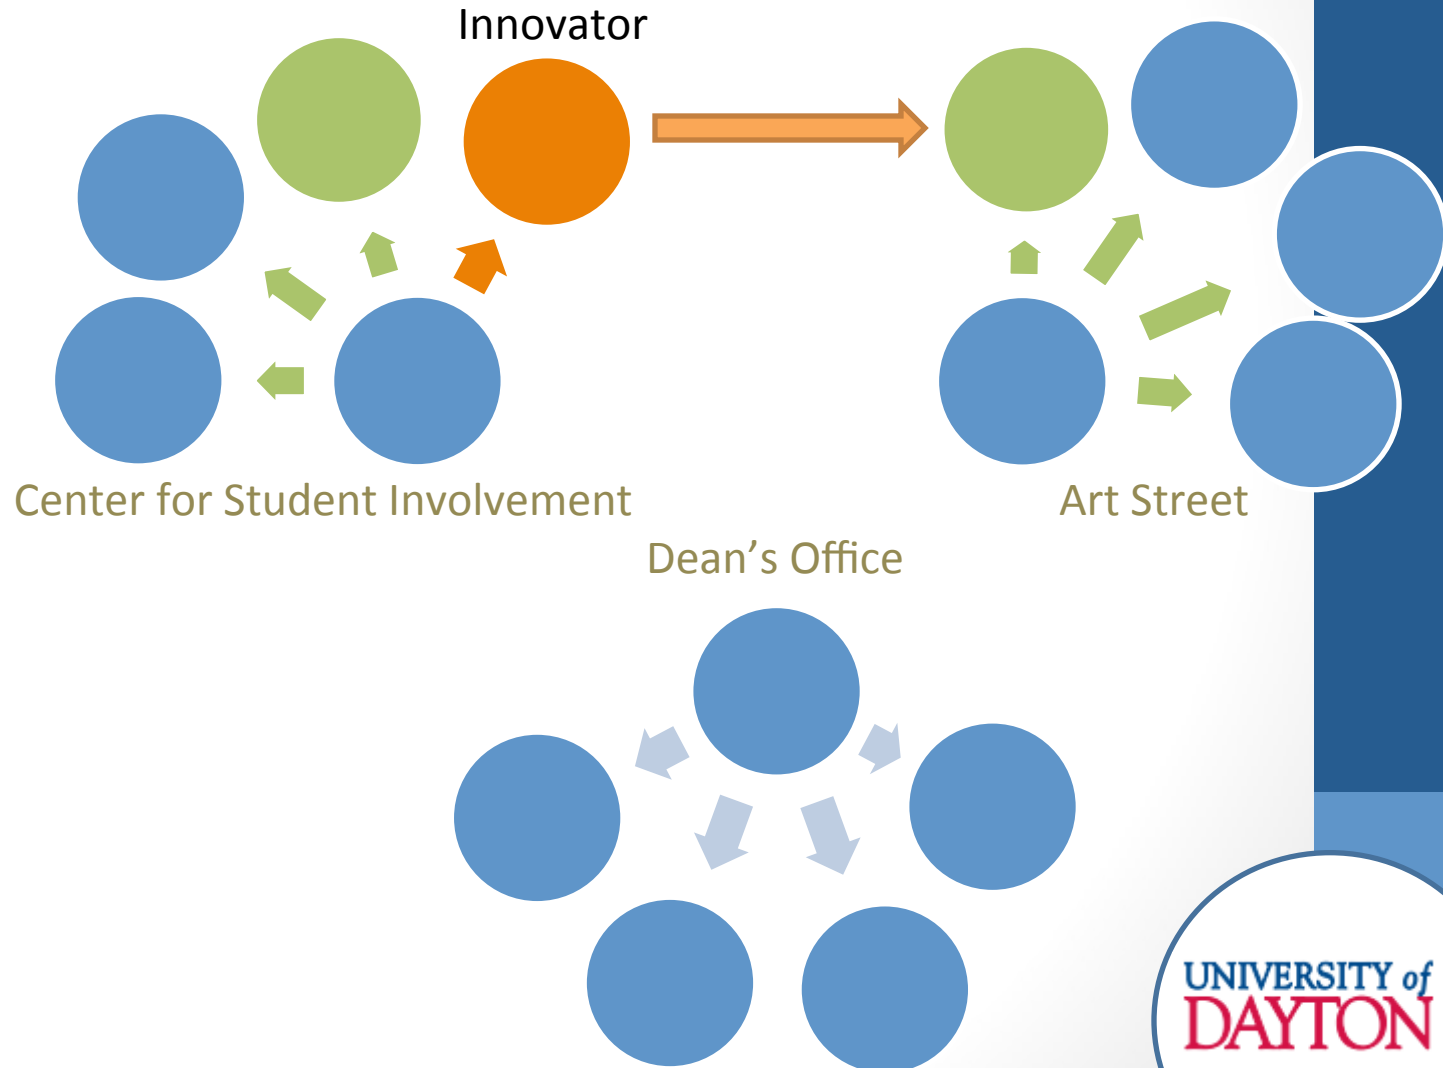 Innovator
Center for Student Involvement
Art Street
Dean's Office
UNIVERSITY of
DAYTON